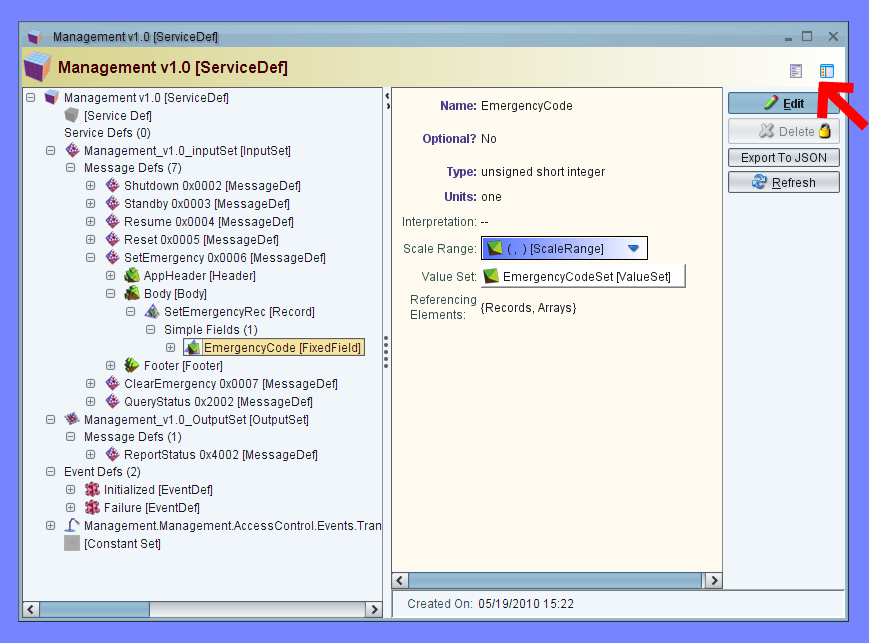 Management v1.0 [ServiceDef]
Management v1.0 [ServiceDef]
Management v1.0 [ServiceDef]
[Service Def]
Service Defs (0)
Management_v1.0_inputSet [InputSet]
Message Defs (7)
Shutdown 0x0002 [MessageDef]
Standby 0x0003 [MessageDef]
Resume 0x0004 [MessageDef]
Reset 0x0005 [MessageDef]
SetEmergency 0x0006 [MessageDef]
AppHeader [Header]
Body [Body]
SetEmergencyRec [Record]
Simple Fields (1)
EmergencyCode [FixedField]
Footer [Footer]
ClearEmergency 0x0007 [MessageDef]
QueryStatus 0x2002 [MessageDef]
Management_v1.0_OutputSet [OutputSet]
Message Defs (1)
ReportStatus 0x4002 [MessageDef]
Event Defs (2)
Initialized [EventDef]
Failure [EventDef]
Management.Management.AccessControl.Events.Tran
[Constant Set]
Name: EmergencyCode
Optional? No
Type: unsigned short integer
Units: one
Interpretation: --
Scale Range: ( , ) [ScaleRange]
Value Set: EmergencyCodeSet [ValueSet]
Referencing
Elements: {Records, Arrays}
Created On: 05/19/2010 15:22
Edit
Delete
Export To JSON
Refresh